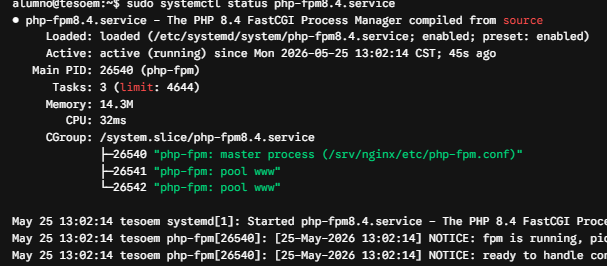 alumno@tesoem:~$ sudo systemctl status php-fpm8.4.service
● php-fpm8.4.service - The PHP 8.4 FastCGI Process Manager compiled from source
Loaded: loaded (/etc/systemd/system/php-fpm8.4.service; enabled; preset: enabled)
Active: active (running) since Mon 2026-05-25 13:02:14 CST; 45s ago
Main PID: 26540 (php-fpm)
Tasks: 3 (limit: 4644)
Memory: 14.3M
CPU: 32ms
CGroup: /system.slice/php-fpm8.4.service
├─26540 "php-fpm: master process (/srv/nginx/etc/php-fpm.conf)"
├─26541 "php-fpm: pool www"
└─26542 "php-fpm: pool www"
May 25 13:02:14 tesoem systemd[1]: Started php-fpm8.4.service - The PHP 8.4 FastCGI Proce
May 25 13:02:14 tesoem php-fpm[26540]: [25-May-2026 13:02:14] NOTICE: fpm is running, pid
May 25 13:02:14 tesoem php-fpm[26540]: [25-May-2026 13:02:14] NOTICE: ready to handle con